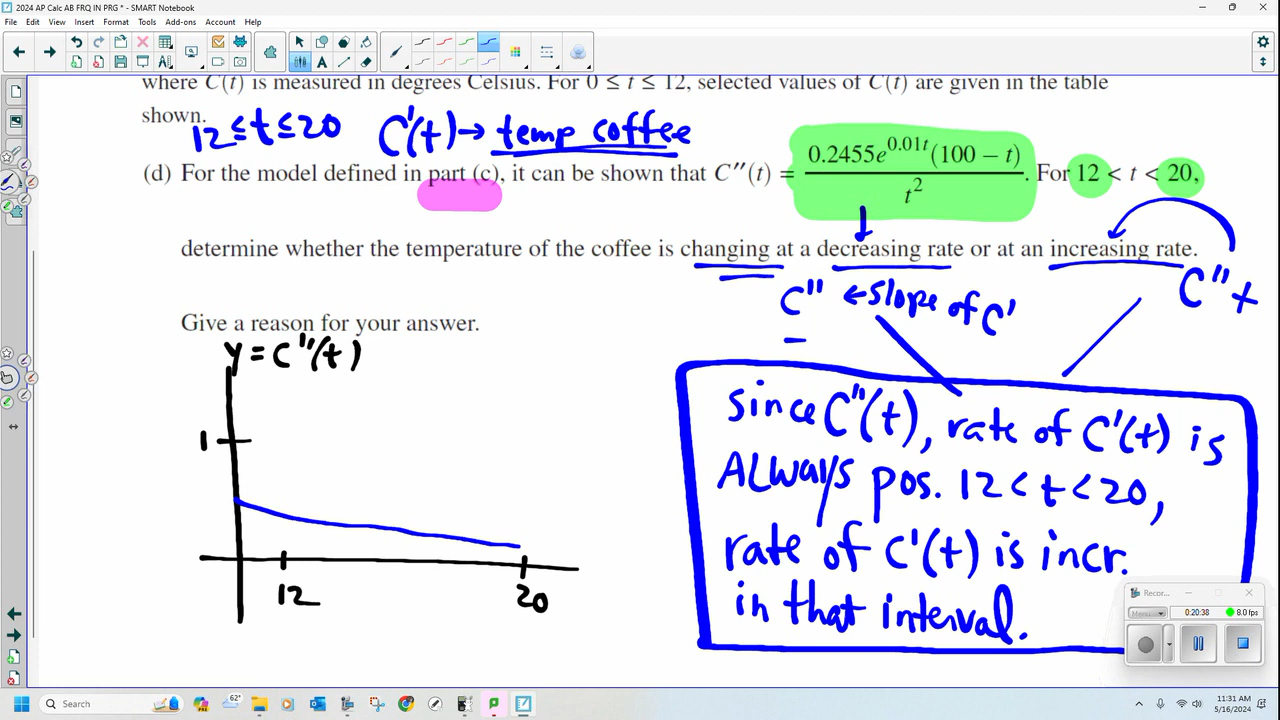 2024 AP Calc AB FRQ IN PRG * - SMART Notebook
File Edit View Insert Format Tools Add-ons Account Help
where C(t) is measured in degrees Celsius. For 0 ≤ t ≤ 12, selected values of C(t) are given in the table
shown.
12 ≤ t ≤ 20 C'(t) → temp coffee
(d) For the model defined in part (c), it can be shown that C''(t) = 0.2455e^0.01t (100 − t) / t^2. For 12 < t < 20,
determine whether the temperature of the coffee is changing at a decreasing rate or at an increasing rate.
C'' ← slope of C'
−
C'' +
Give a reason for your answer.
y = C''(t)
1
12
20
since C''(t), rate of C'(t) is
ALWAYS pos. 12 < t < 20,
rate of C'(t) is incr.
in that interval.
Recor...
Menu
0:20:38
8.0 fps
Search
62°
11:31 AM
5/16/2024